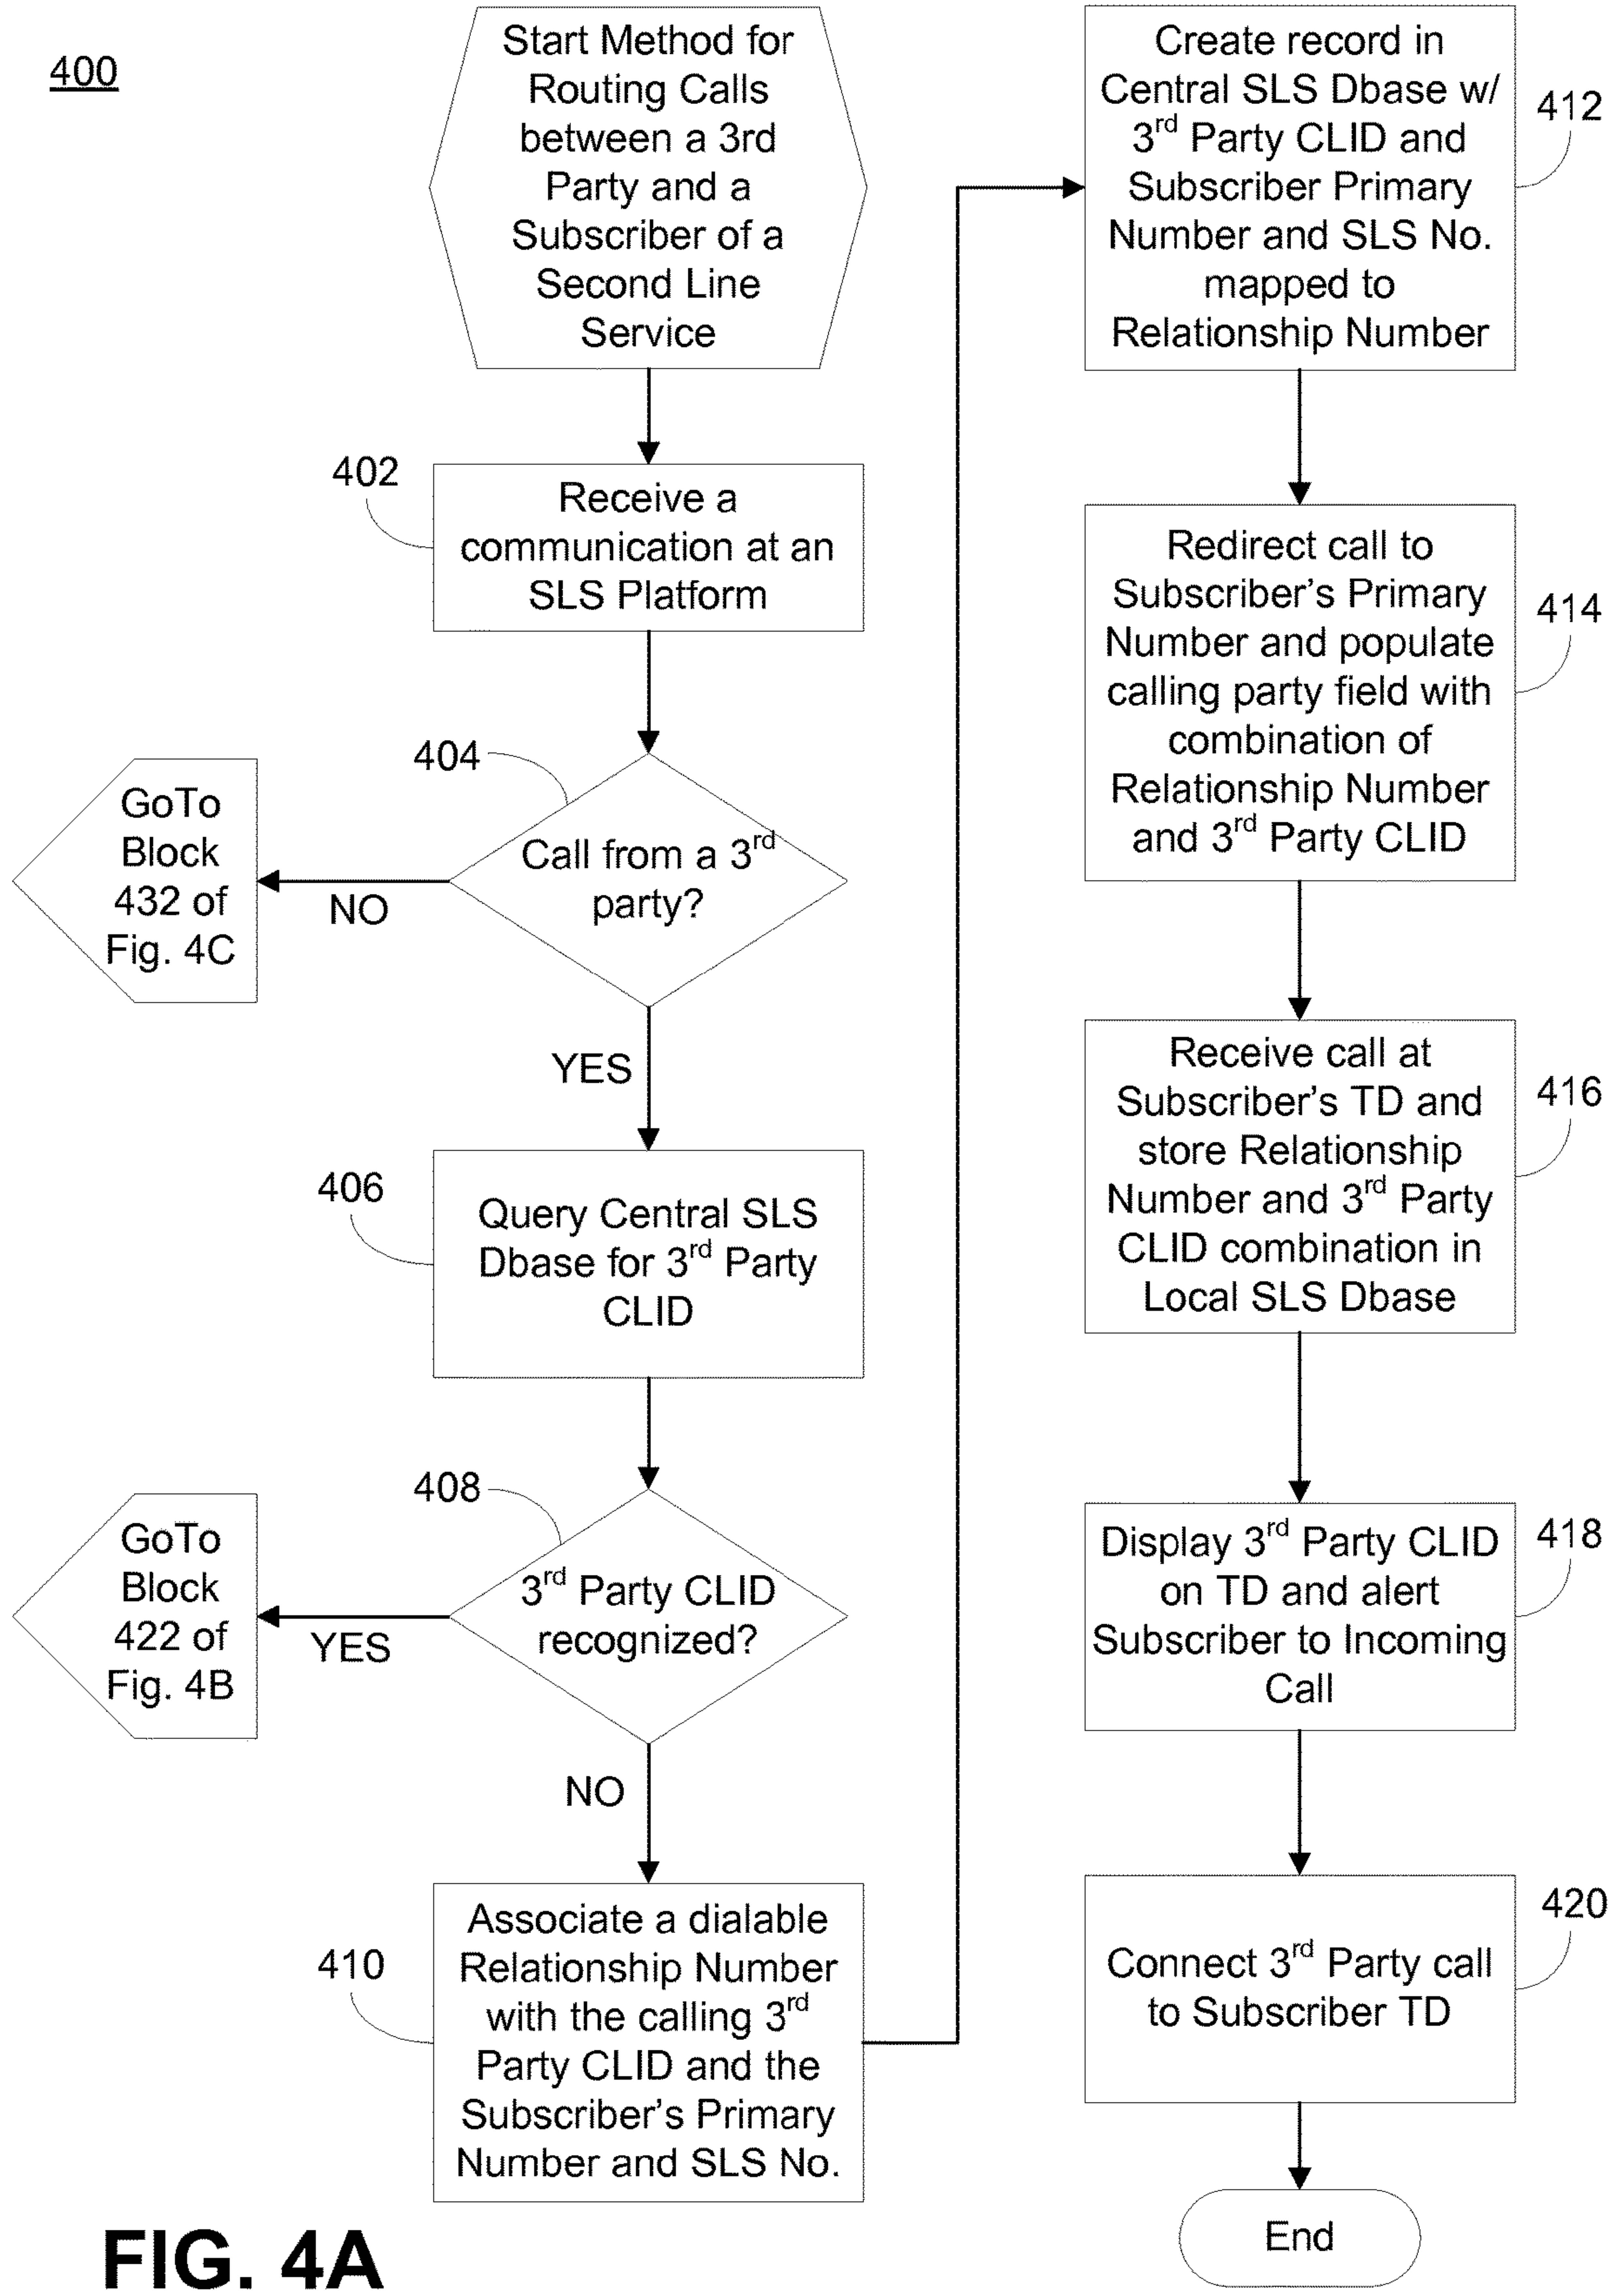 400
Start Method for
Routing Calls
between a 3rd
Party and a
Subscriber of a
Second Line
Service
402
Receive a
communication at an
SLS Platform
404
Call from a 3rd
party?
NO
GoTo
Block
432 of
Fig. 4C
YES
406
Query Central SLS
Dbase for 3rd Party
CLID
408
3rd Party CLID
recognized?
YES
GoTo
Block
422 of
Fig. 4B
NO
410
Associate a dialable
Relationship Number
with the calling 3rd
Party CLID and the
Subscriber’s Primary
Number and SLS No.
Create record in
Central SLS Dbase w/
3rd Party CLID and
Subscriber Primary
Number and SLS No.
mapped to
Relationship Number
412
Redirect call to
Subscriber’s Primary
Number and populate
calling party field with
combination of
Relationship Number
and 3rd Party CLID
414
Receive call at
Subscriber’s TD and
store Relationship
Number and 3rd Party
CLID combination in
Local SLS Dbase
416
Display 3rd Party CLID
on TD and alert
Subscriber to Incoming
Call
418
Connect 3rd Party call
to Subscriber TD
420
End
FIG. 4A